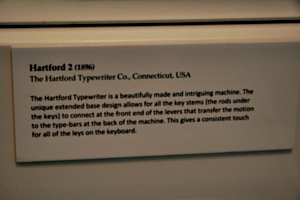 Hartford 2 (1896)
The Hartford Typewriter Co., Connecticut, USA
The Hartford Typewriter is a beautifully made and intriguing machine. The
unique extended base design allows for all the key stems (the rods under
the keys) to connect at the front end of the levers that transfer the motion
to the type-bars at the back of the machine. This gives a consistent touch
for all of the leys on the keyboard.